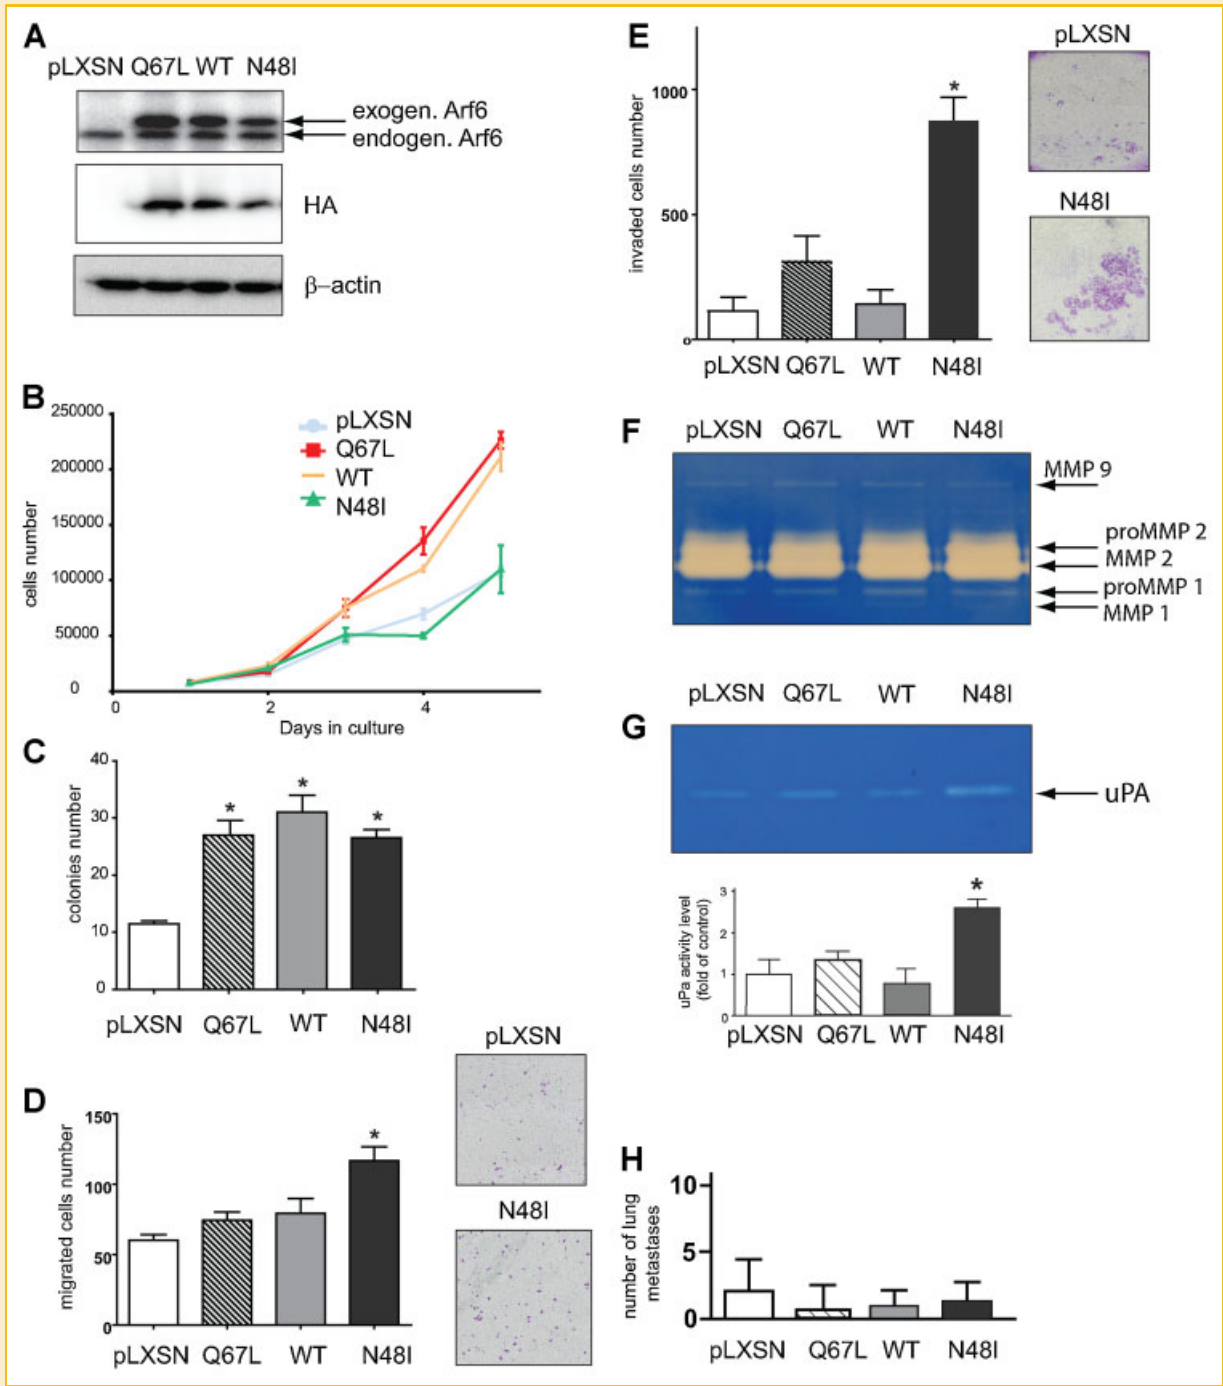 A
pLXSN Q67L WT N48I
exogen. Arf6
endogen. Arf6
HA
β–actin
B
250000
200000
150000
100000
50000
0
cells number
pLXSN
Q67L
WT
N48I
0 2 4
Days in culture
C
40
30
20
10
0
colonies number
* * *
pLXSN Q67L WT N48I
D
150
100
50
0
migrated cells number
*
pLXSN Q67L WT N48I
pLXSN
N48I
E
1000
500
0
invaded cells number
*
pLXSN Q67L WT N48I
pLXSN
N48I
F
pLXSN Q67L WT N48I
MMP 9
proMMP 2
MMP 2
proMMP 1
MMP 1
G
pLXSN Q67L WT N48I
uPA
3
2
1
0
uPa activity level
(fold of control)
*
pLXSN Q67L WT N48I
H
10
5
0
number of lung
metastases
pLXSN Q67L WT N48I